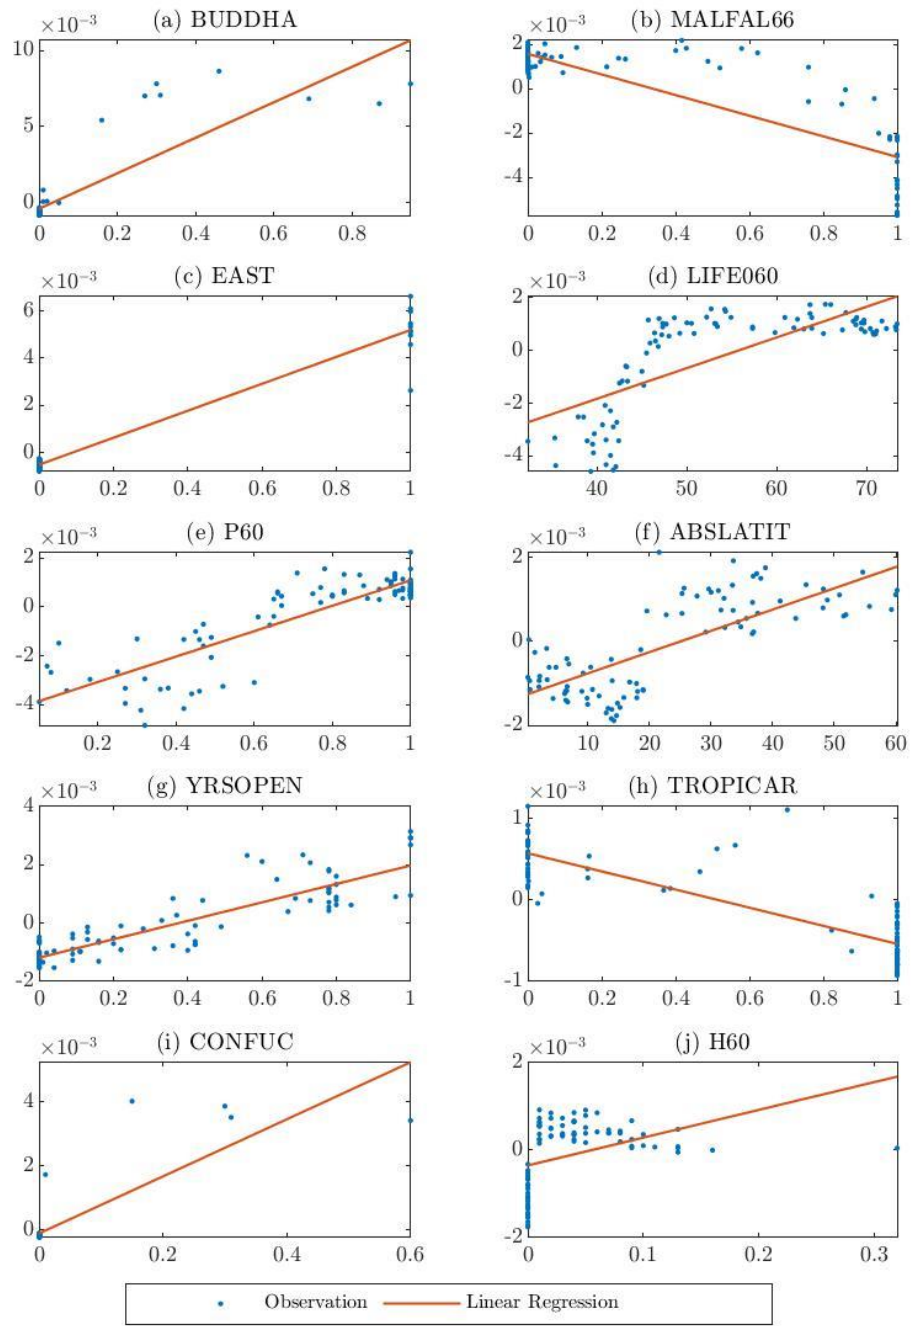 (a) BUDDHA
×10⁻³
10
5
0
0 0.2 0.4 0.6 0.8
(b) MALFAL66
×10⁻³
2
0
-2
-4
0 0.2 0.4 0.6 0.8 1
(c) EAST
×10⁻³
6
4
2
0
0 0.2 0.4 0.6 0.8 1
(d) LIFE060
×10⁻³
2
0
-2
-4
40 50 60 70
(e) P60
×10⁻³
2
0
-2
-4
0.2 0.4 0.6 0.8 1
(f) ABSLATIT
×10⁻³
2
0
-2
10 20 30 40 50 60
(g) YRSOPEN
×10⁻³
4
2
0
-2
0 0.2 0.4 0.6 0.8 1
(h) TROPICAR
×10⁻³
1
0
-1
0 0.2 0.4 0.6 0.8 1
(i) CONFUC
×10⁻³
4
2
0
0 0.2 0.4 0.6
(j) H60
×10⁻³
2
0
-2
0 0.1 0.2 0.3
Observation Linear Regression